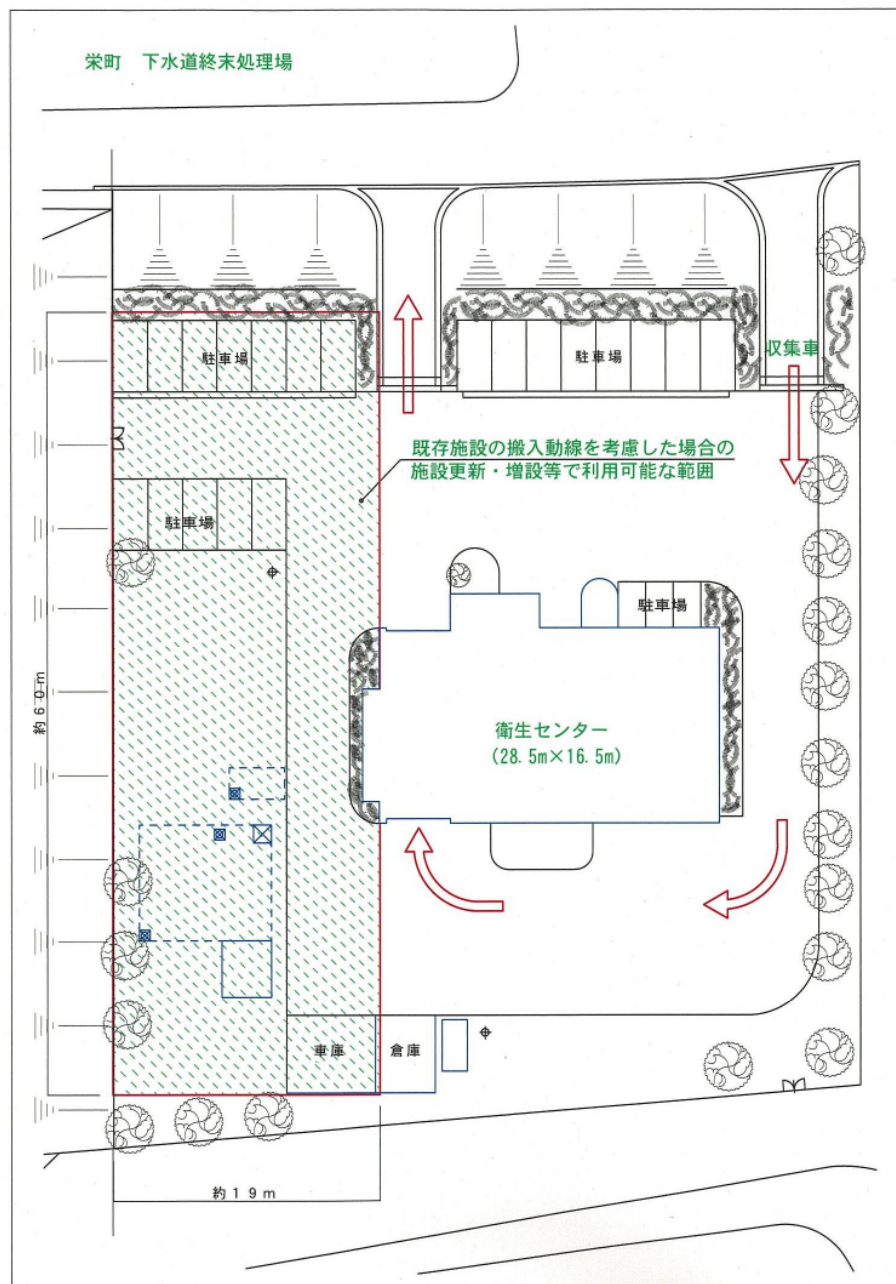 栄町　下水道終末処理場
駐車場
駐車場
収集車
既存施設の搬入動線を考慮した場合の
施設更新・増設等で利用可能な範囲
駐車場
駐車場
約60m
衛生センター
(28.5m×16.5m)
車庫
倉庫
約19m